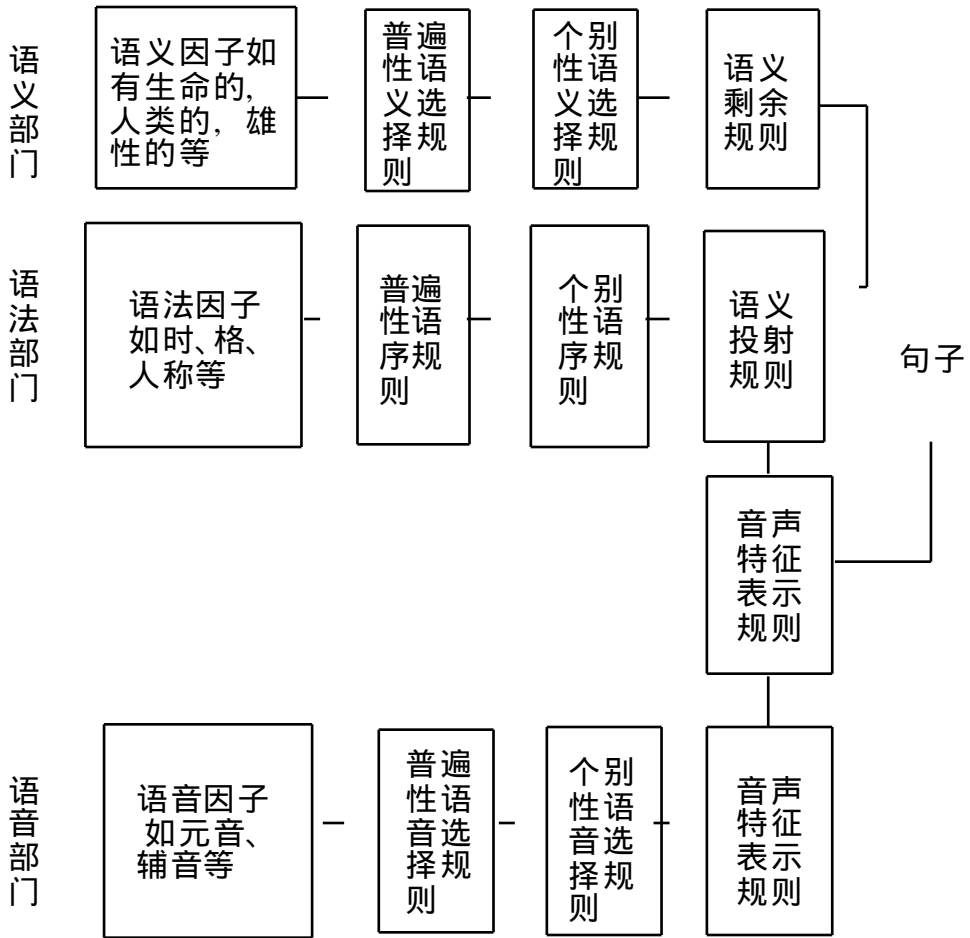 语义部门
语义因子如
有生命的,
人类的, 雄
性的等
普遍
性语
义选
择规
则
个别
性语
义选
择规
则
语义
剩余
规则
语法部门
语法因子
如时、格、
人称等
普遍
性语
序规
则
个别
性语
序规
则
语义
投射
规则
句子
音声
特征
表示
规则
语音部门
语音因子
如元音、
辅音等
普遍
性语
音选
择规
则
个别
性语
音选
择规
则
音声
特征
表示
规则